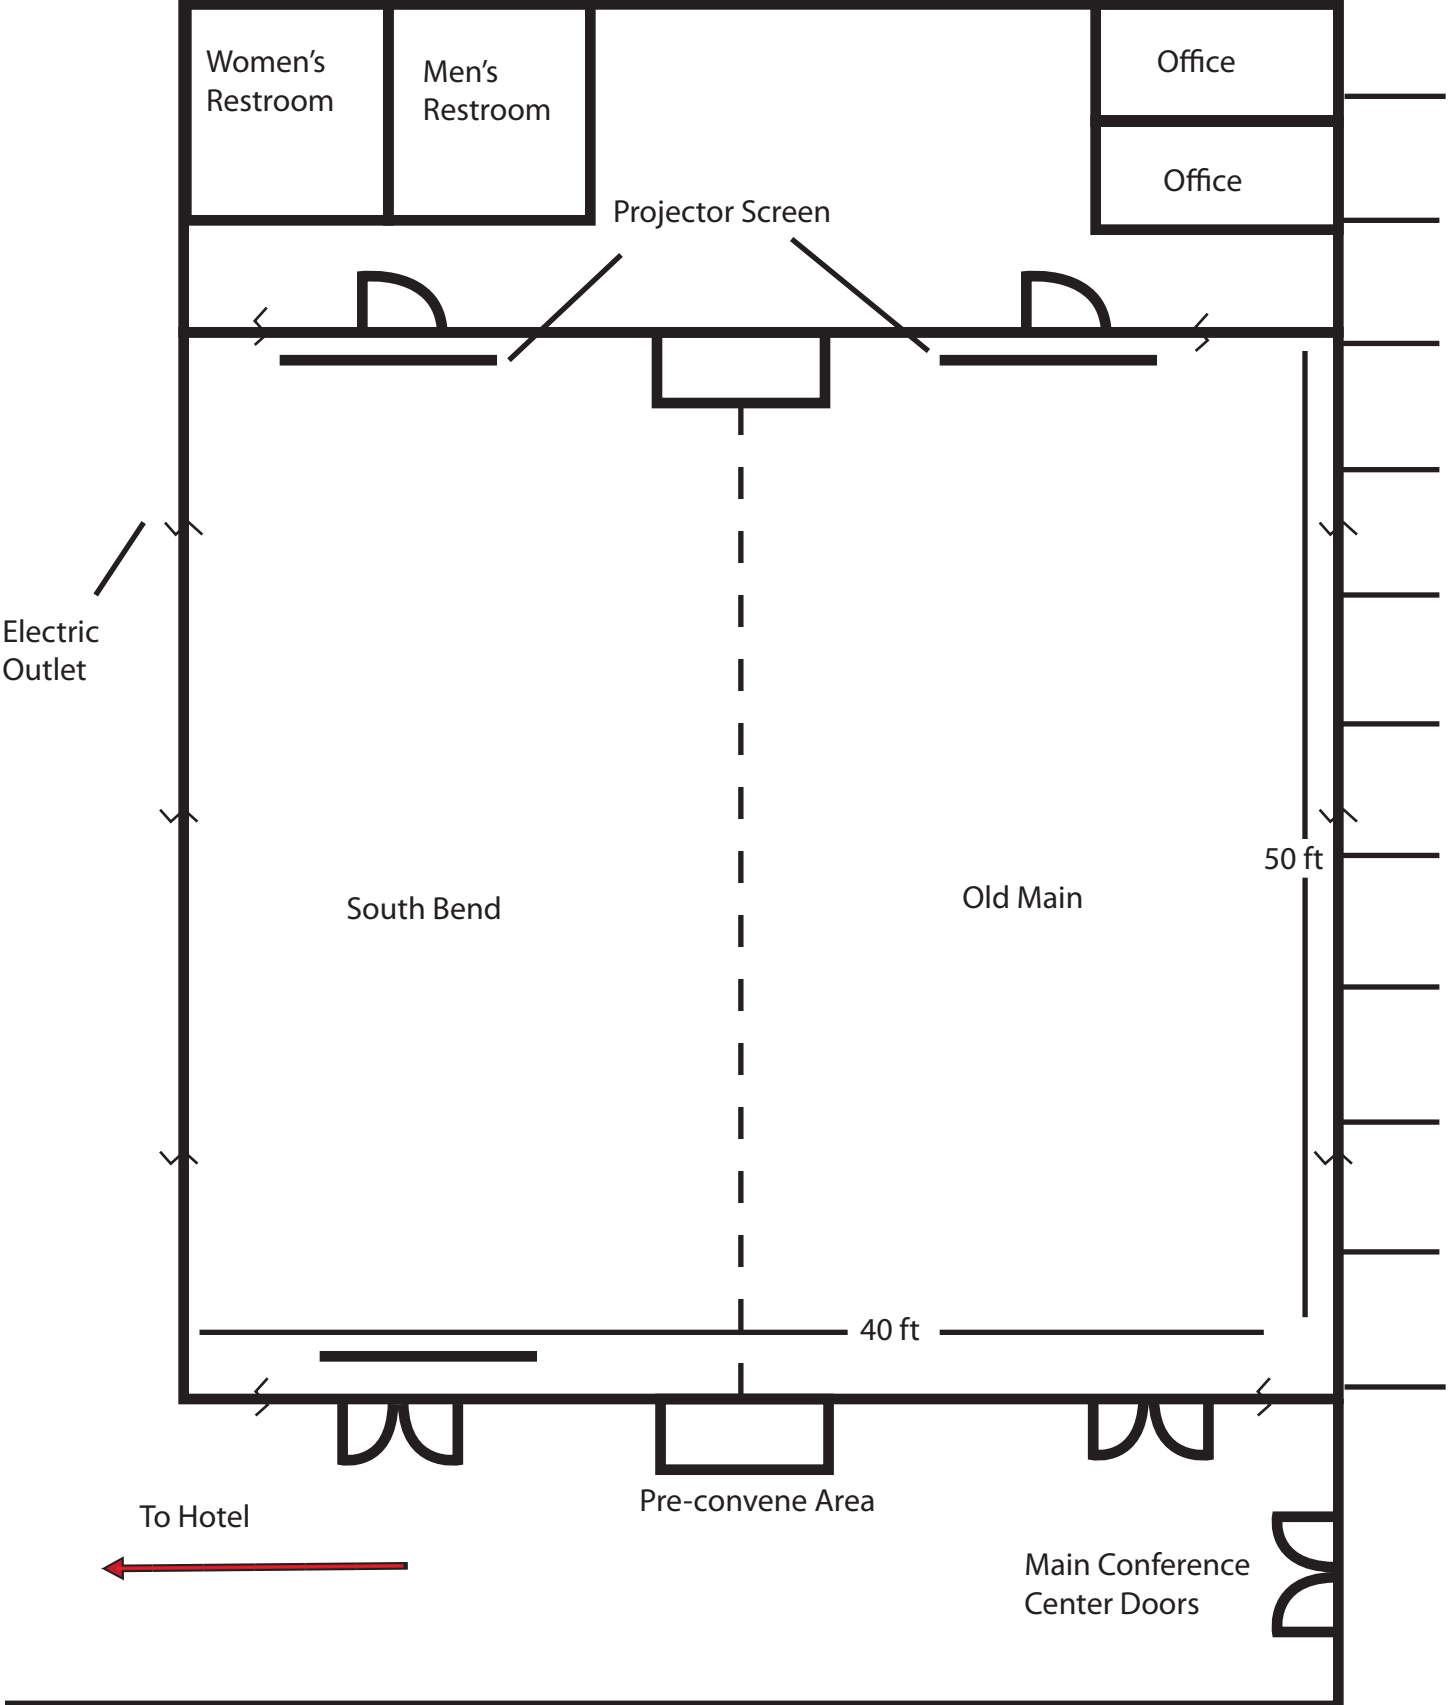 Women’s
Restroom
Men’s
Restroom
Office
Office
Projector Screen
Electric
Outlet
50 ft
South Bend
Old Main
40 ft
Pre-convene Area
To Hotel
Main Conference
Center Doors